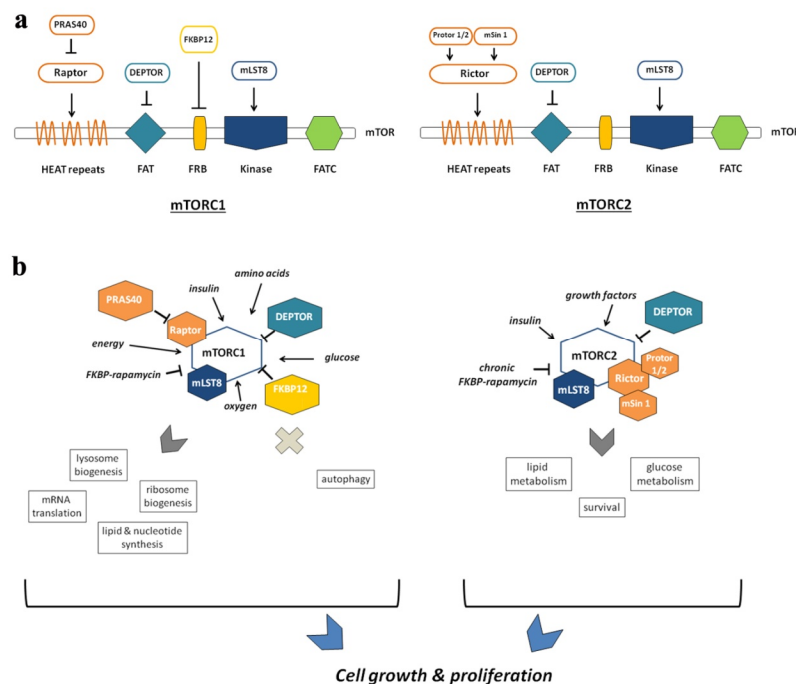 a
PRAS40
Raptor
DEPTOR
FKBP12
mLST8
mTOR
HEAT repeats
FAT
FRB
Kinase
FATC
mTORC1
Protor 1/2
mSin 1
Rictor
DEPTOR
mLST8
mTOR
HEAT repeats
FAT
FRB
Kinase
FATC
mTORC2
b
PRAS40
Raptor
insulin
amino acids
DEPTOR
energy
mTORC1
glucose
FKBP-rapamycin
mLST8
FKBP12
oxygen
lysosome
biogenesis
mRNA
translation
ribosome
biogenesis
lipid & nucleotide
synthesis
autophagy
growth factors
insulin
DEPTOR
mTORC2
Protor
1/2
chronic
FKBP-rapamycin
mLST8
Rictor
mSin 1
lipid
metabolism
glucose
metabolism
survival
Cell growth & proliferation